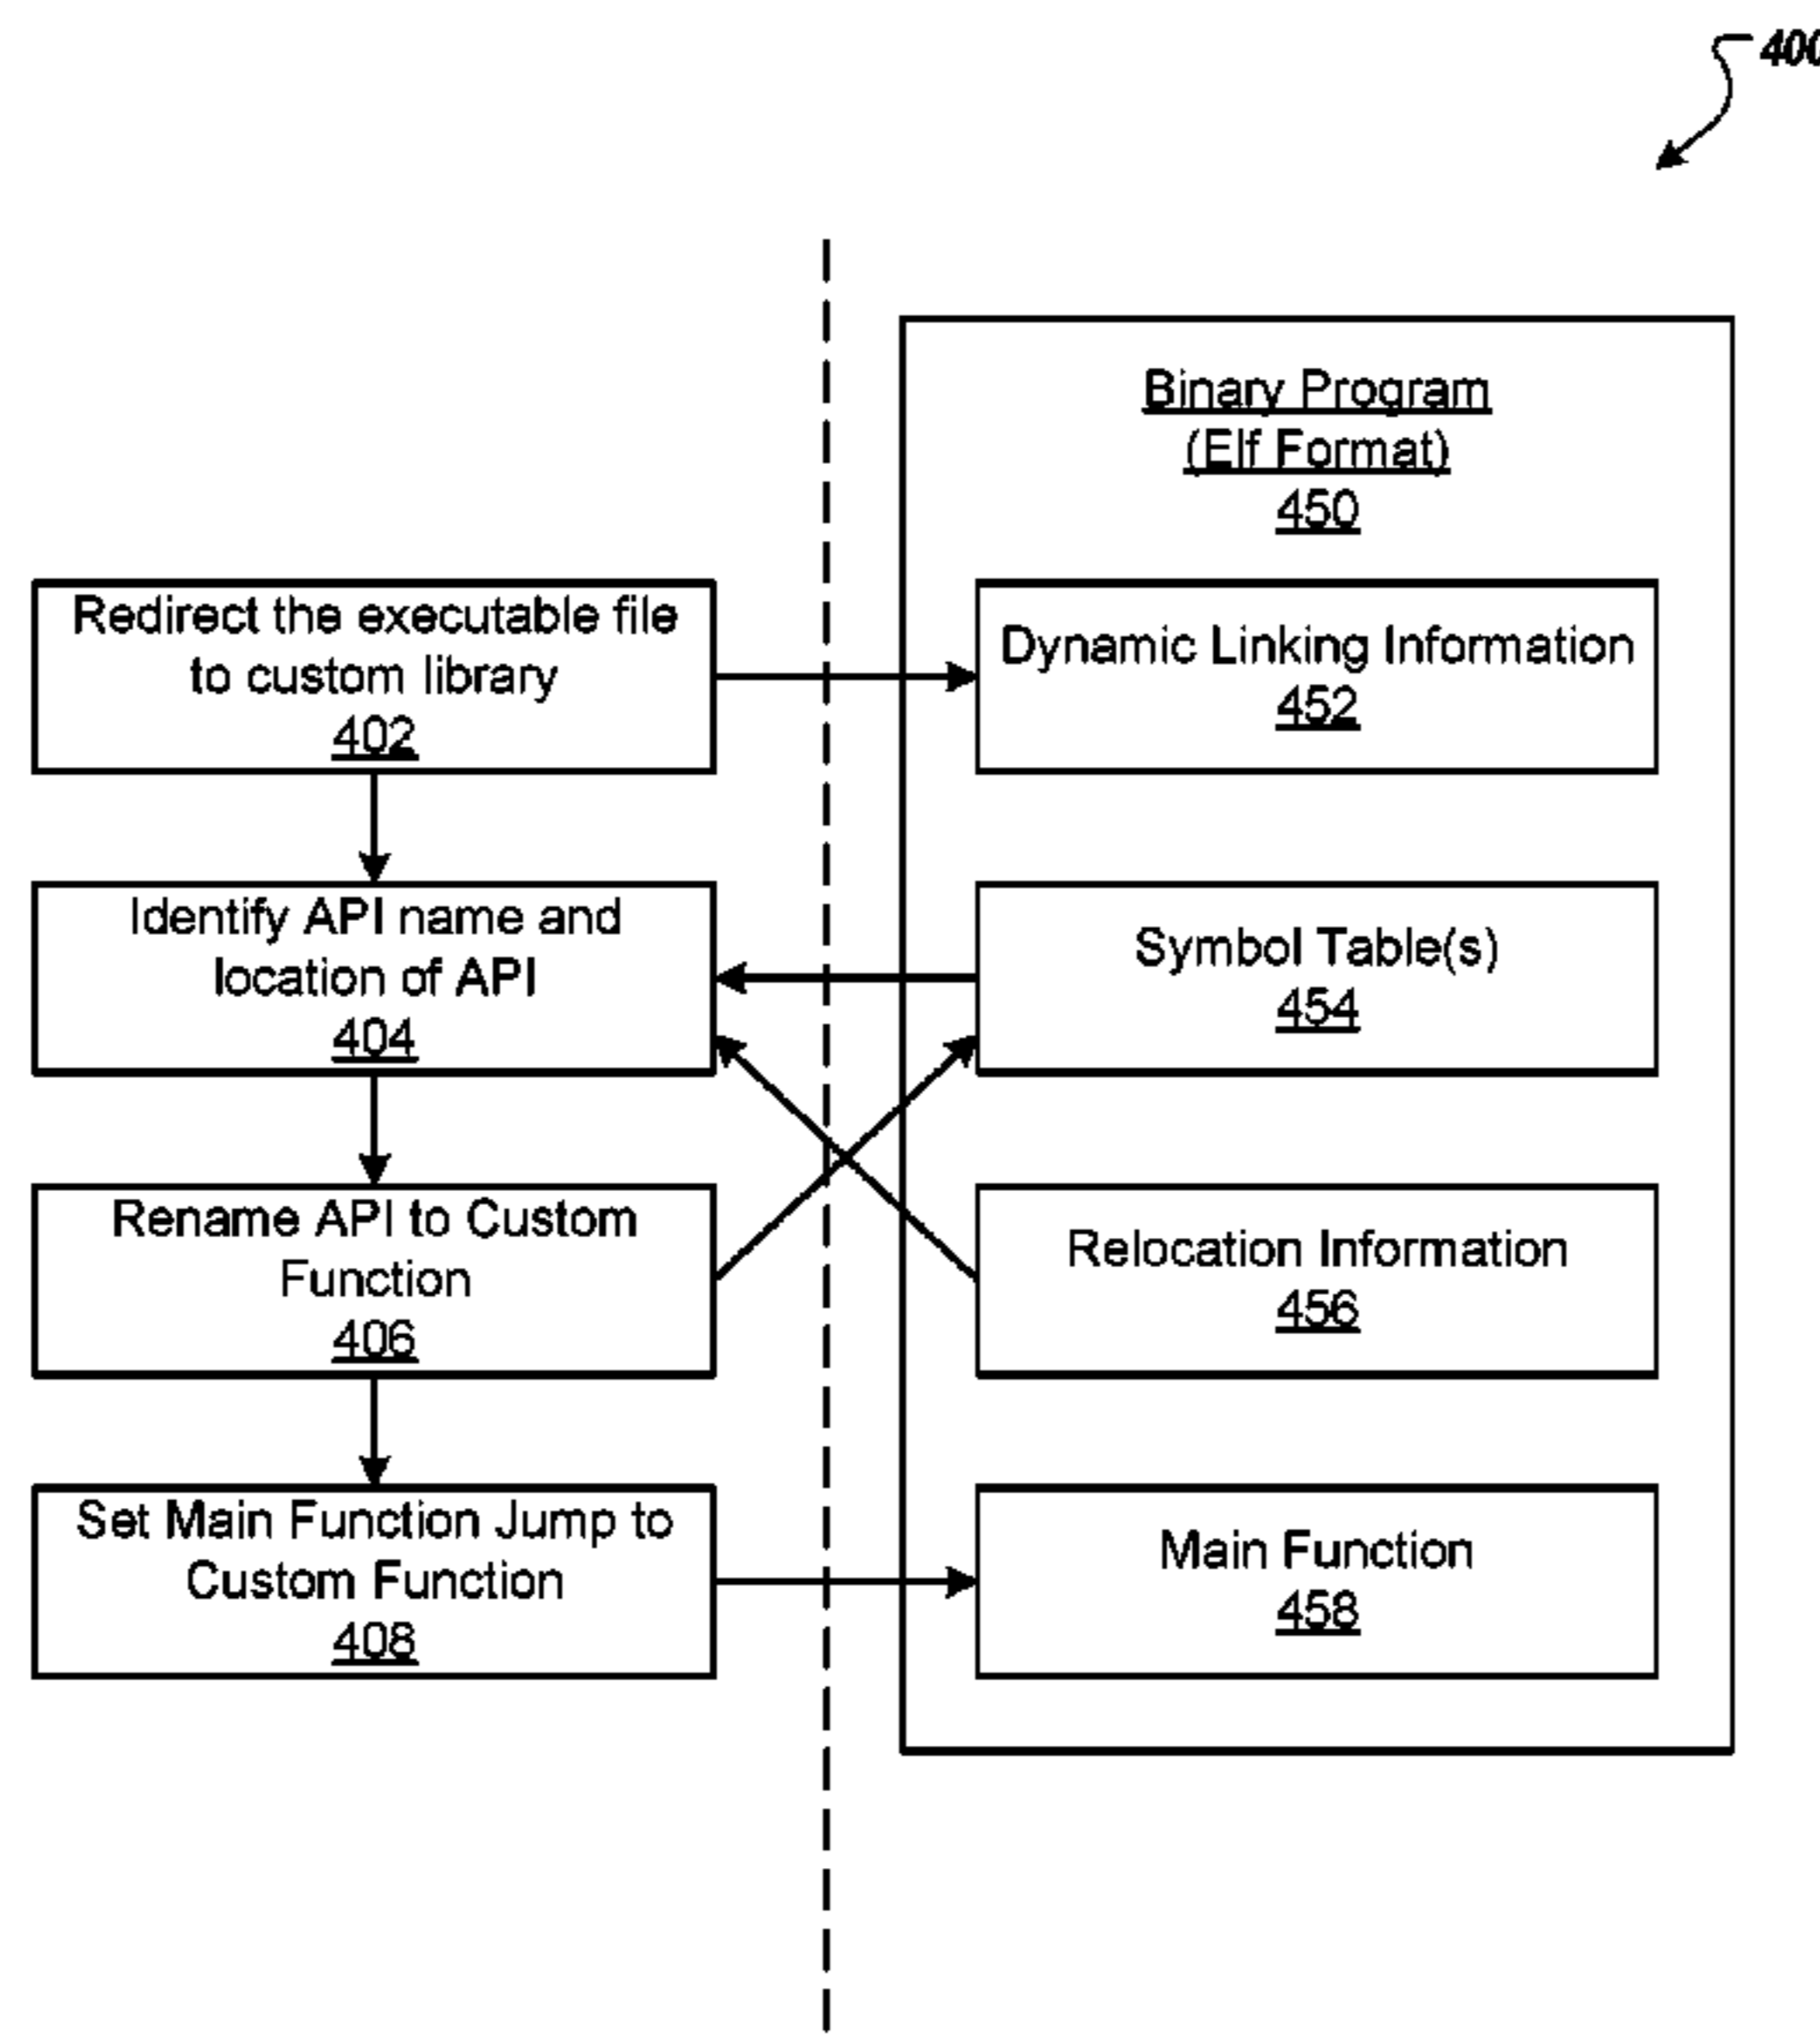 400
Binary Program
(Elf Format)
450
Redirect the executable file
to custom library
402
Dynamic Linking Information
452
Identify API name and
location of API
404
Symbol Table(s)
454
Rename API to Custom
Function
406
Relocation Information
456
Set Main Function Jump to
Custom Function
408
Main Function
458